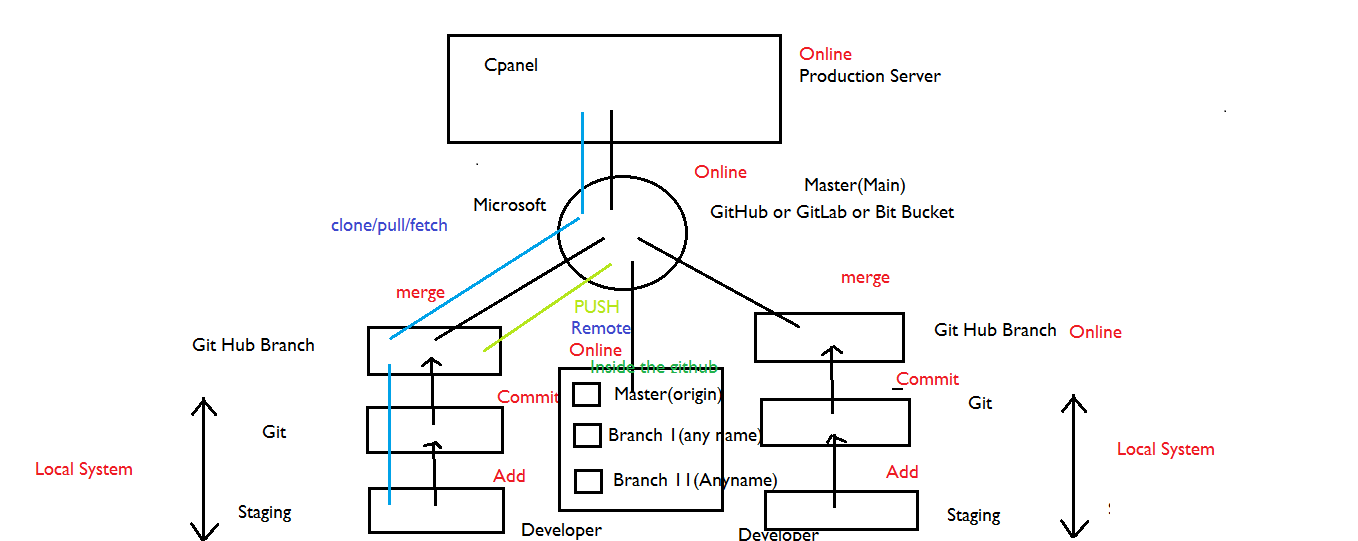 Cpanel
Online
Production Server
Online
Master(Main)
Microsoft
GitHub or GitLab or Bit Bucket
clone/pull/fetch
merge
merge
PUSH
Remote
Git Hub Branch
Git Hub Branch
Online
Online
Inside the github
Commit
Master(origin)
Commit
Git
Git
Branch 1(any name)
Local System
Add
Branch 11(Anyname)
Add
Local System
Staging
Developer
Developer
Staging